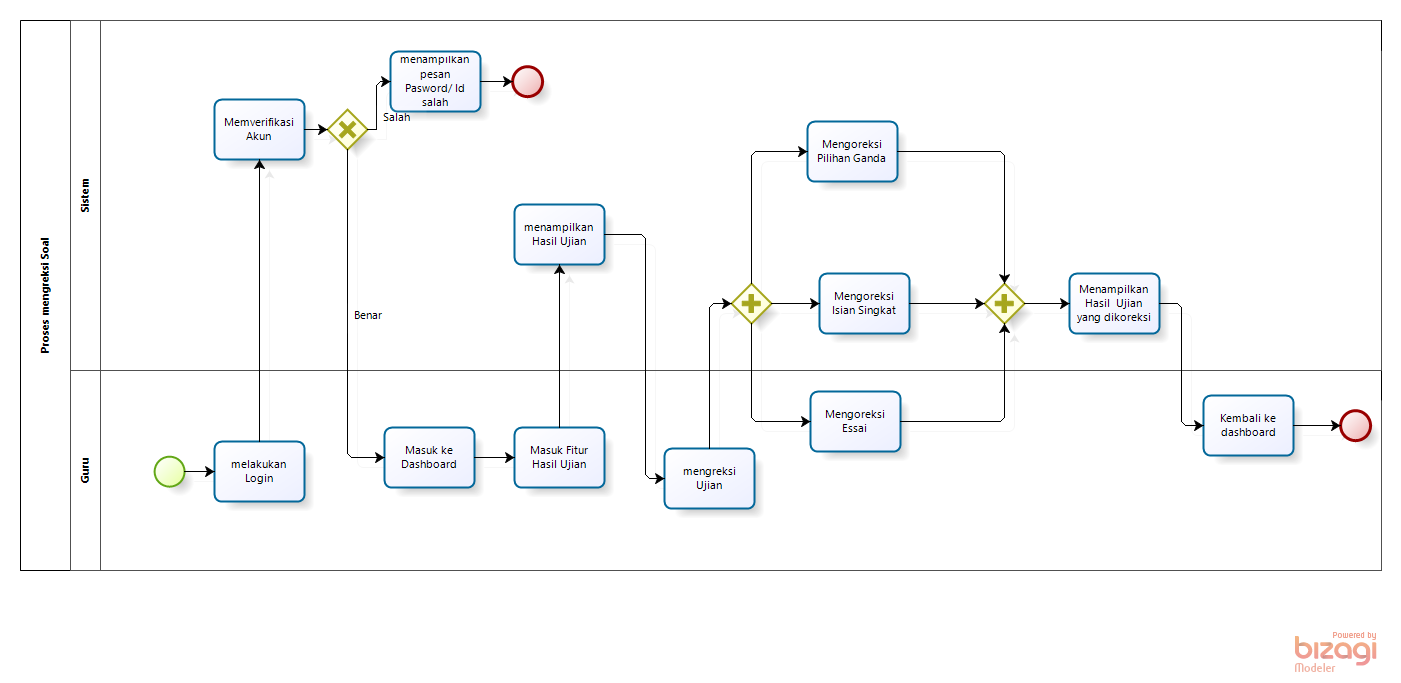 Proses mengreksi Soal
Sistem
Guru
menampilkan
pesan
Pasword/ Id
salah
Memverifikasi
Akun
Salah
Benar
menampilkan
Hasil Ujian
Mengoreksi
Pilihan Ganda
Mengoreksi
Isian Singkat
Menampilkan
Hasil Ujian
yang dikoreksi
melakukan
Login
Masuk ke
Dashboard
Masuk Fitur
Hasil Ujian
mengreksi
Ujian
Mengoreksi
Essai
Kembali ke
dashboard
Powered by
bizagi
Modeler